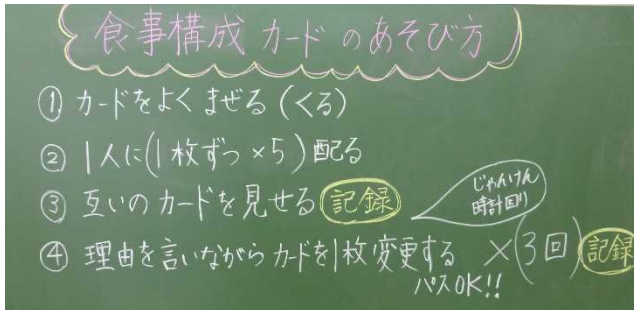 食事構成 カードのあそび方
① カードをよくまぜる(くる)
② 1人に(1枚ずつ×5)配る
③ 互いのカードを見せる 記録
じゃんけん
時計回り
④ 理由を言いながらカードを1枚変更する ×(3回) 記録
パスOK!!